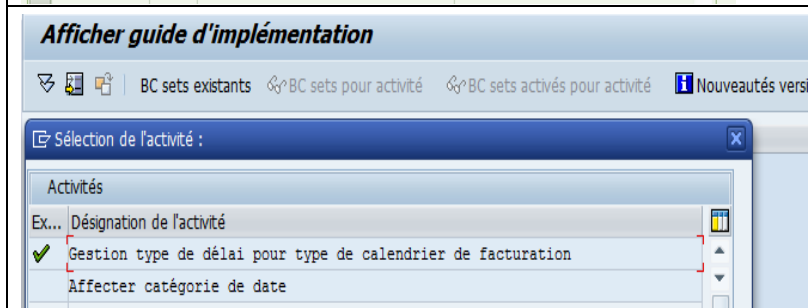 Afficher guide d'implémentation
BC sets existants BC sets pour activité BC sets activés pour activité Nouveautés versi
Sélection de l'activité :
Activités
Ex... Désignation de l'activité
Gestion type de délai pour type de calendrier de facturation
Affecter catégorie de date